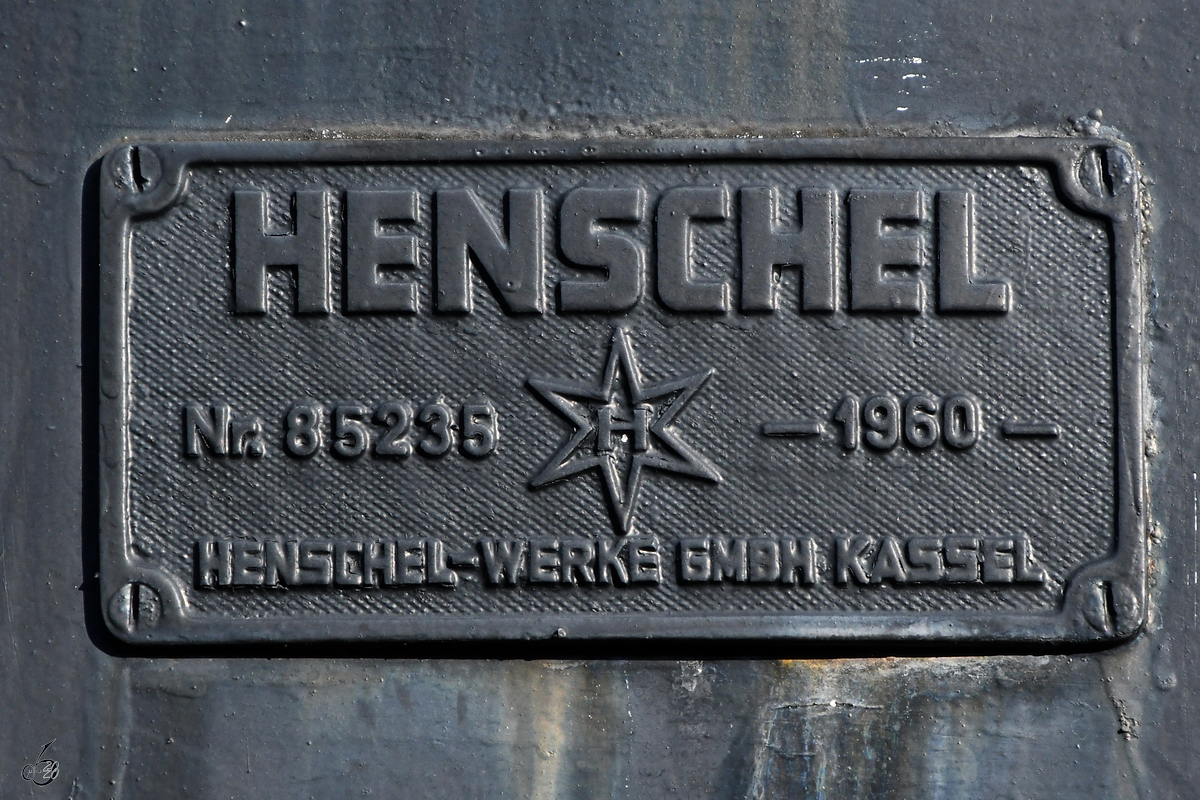 HENSCHEL
Nr. 85235 H — 1960 —
HENSCHEL-WERKE GMBH KASSEL